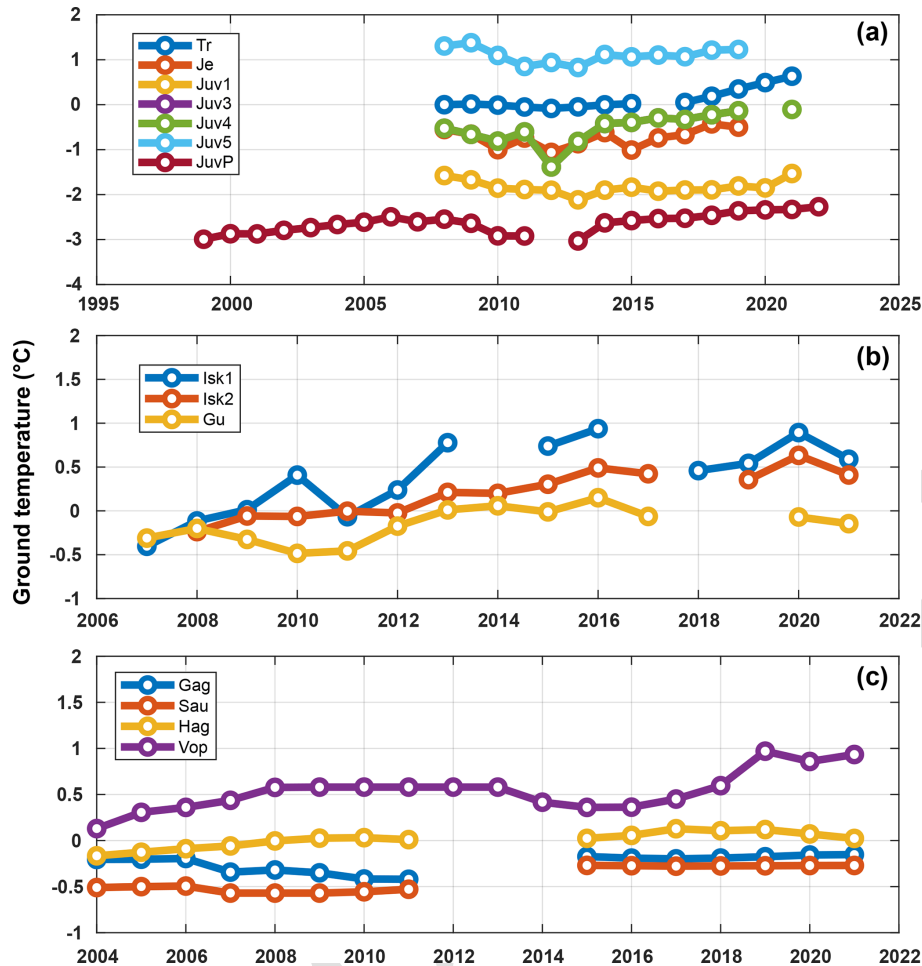 2
(a)
Tr
1
Je
Juv1
0
Juv3
Juv4
-1
Juv5
JuvP
-2
-3
-4
1995 2000 2005 2010 2015 2020 2025
Ground temperature (°C)
2
(b)
1.5
Isk1
Isk2
1
Gu
0.5
0
-0.5
-1
2006 2008 2010 2012 2014 2016 2018 2020 2022
2
(c)
Gag
1.5
Sau
Hag
1
Vop
0.5
0
-0.5
-1
2004 2006 2008 2010 2012 2014 2016 2018 2020 2022